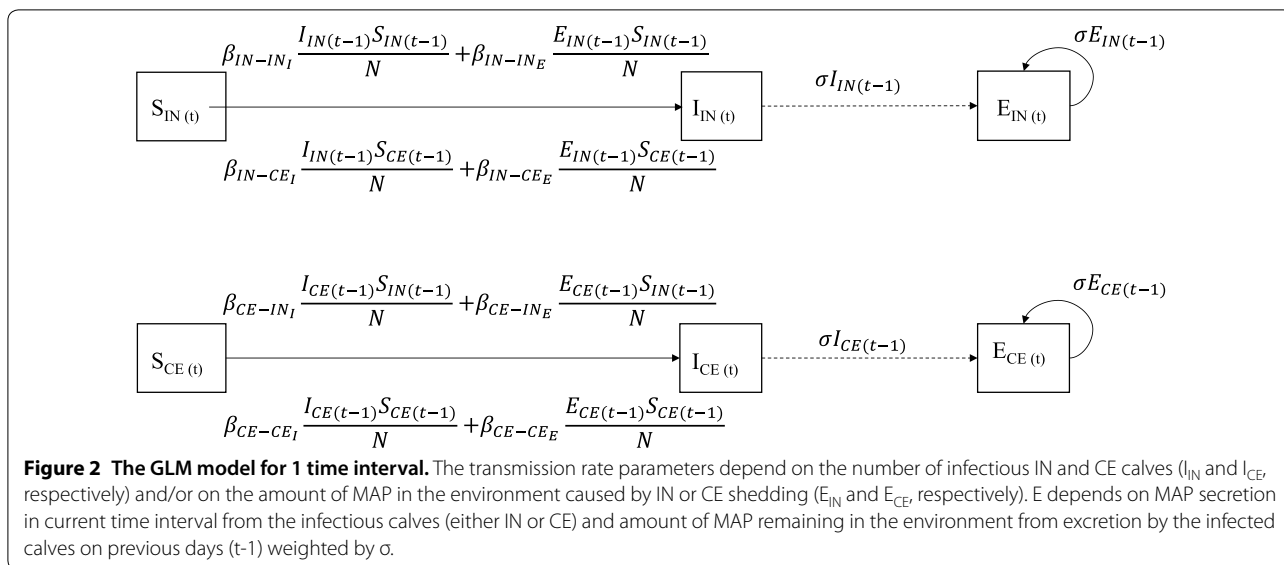 β_{IN−IN_I} \frac{I_{IN(t−1)}S_{IN(t−1)}}{N} +β_{IN−IN_E} \frac{E_{IN(t−1)}S_{IN(t−1)}}{N}
σE_{IN(t−1)}
S_{IN (t)} I_{IN (t)} σI_{IN(t−1)} E_{IN (t)}
β_{IN−CE_I} \frac{I_{IN(t−1)}S_{CE(t−1)}}{N} +β_{IN−CE_E} \frac{E_{IN(t−1)}S_{CE(t−1)}}{N}
β_{CE−IN_I} \frac{I_{CE(t−1)}S_{IN(t−1)}}{N} +β_{CE−IN_E} \frac{E_{CE(t−1)}S_{IN(t−1)}}{N}
σE_{CE(t−1)}
S_{CE (t)} I_{CE (t)} σI_{CE(t−1)} E_{CE (t)}
β_{CE−CE_I} \frac{I_{CE(t−1)}S_{CE(t−1)}}{N} +β_{CE−CE_E} \frac{E_{CE(t−1)}S_{CE(t−1)}}{N}
Figure 2 The GLM model for 1 time interval. The transmission rate parameters depend on the number of infectious IN and CE calves (I_{IN} and I_{CE},
respectively) and/or on the amount of MAP in the environment caused by IN or CE shedding (E_{IN} and E_{CE}, respectively). E depends on MAP secretion
in current time interval from the infectious calves (either IN or CE) and amount of MAP remaining in the environment from excretion by the infected
calves on previous days (t-1) weighted by σ.